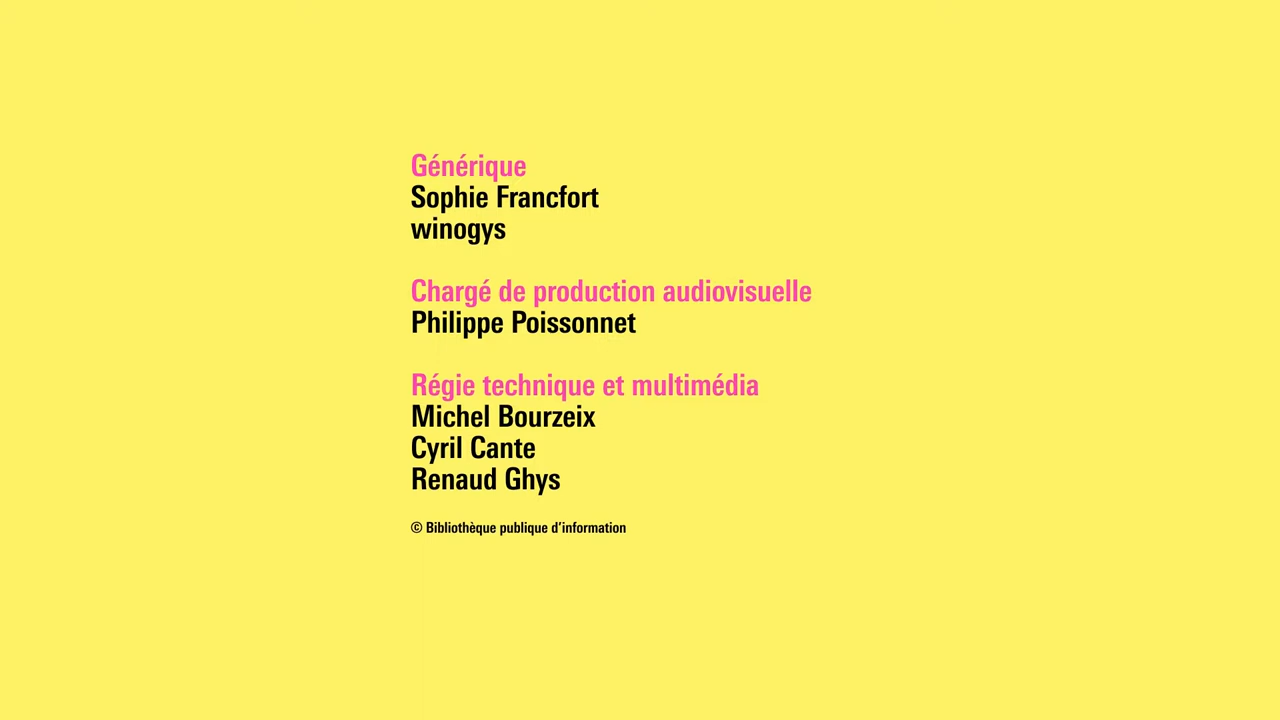 Générique
Sophie Francfort
winogys
Chargé de production audiovisuelle
Philippe Poissonnet
Régie technique et multimédia
Michel Bourzeix
Cyril Cante
Renaud Ghys
© Bibliothèque publique d’information